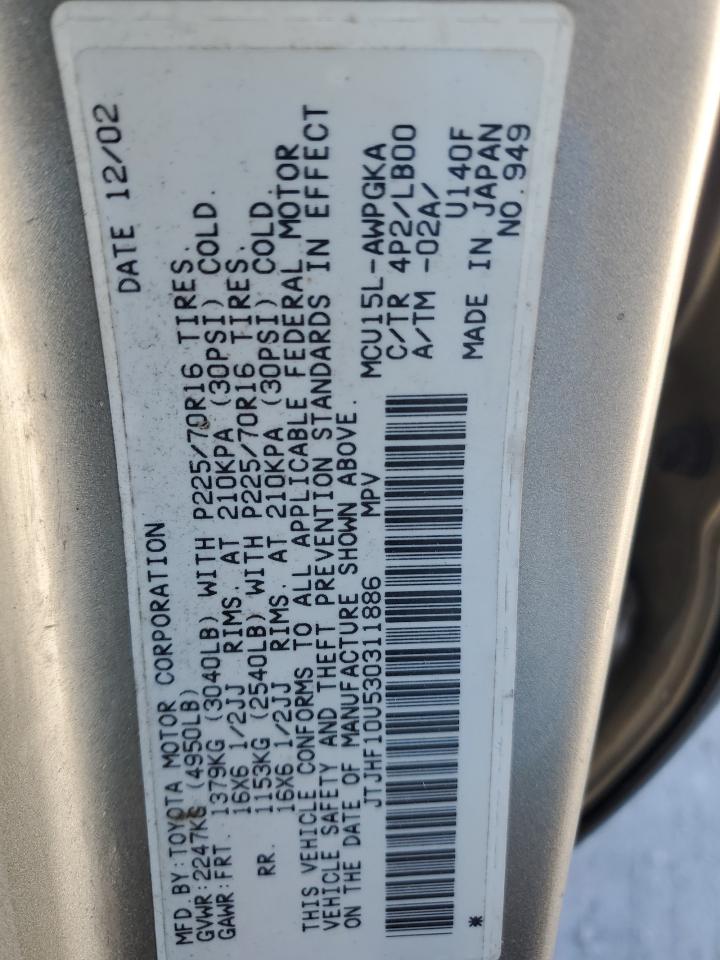 MFD. BY: TOYOTA MOTOR CORPORATION DATE 12/02
GVWR: 2247KG (4950LB)
GAWR: FRT. 1379KG (3040LB) WITH P225/70R16 TIRES.
16X6 1/2JJ RIMS. AT 210KPA (30PSI) COLD.
RR. 1153KG (2540LB) WITH P225/70R16 TIRES.
16X6 1/2JJ RIMS. AT 210KPA (30PSI) COLD.
THIS VEHICLE CONFORMS TO ALL APPLICABLE FEDERAL MOTOR
VEHICLE SAFETY AND THEFT PREVENTION STANDARDS IN EFFECT
ON THE DATE OF MANUFACTURE SHOWN ABOVE.
JTJHF10U530311886 MPV MCU15L-AWPGKA
C/TR 4P2/LB00
A/TM -02A/ U140F
* MADE IN JAPAN
NO.949